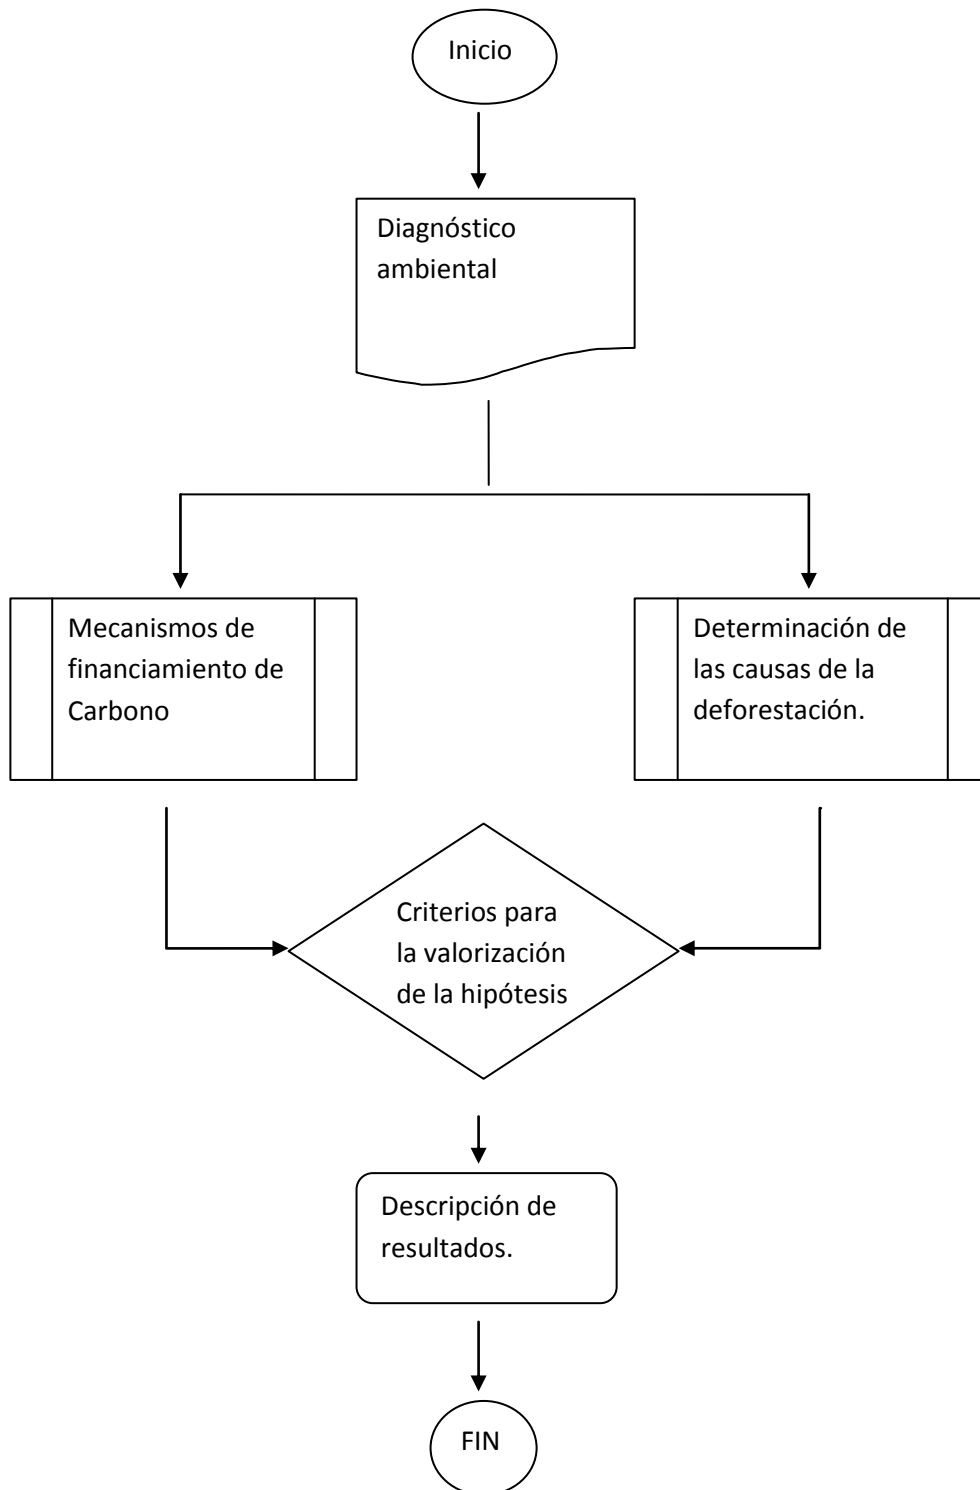 Inicio
Diagnóstico
ambiental
Mecanismos de
financiamiento de
Carbono
Determinación de
las causas de la
deforestación.
Criterios para
la valorización
de la hipótesis
Descripción de
resultados.
FIN